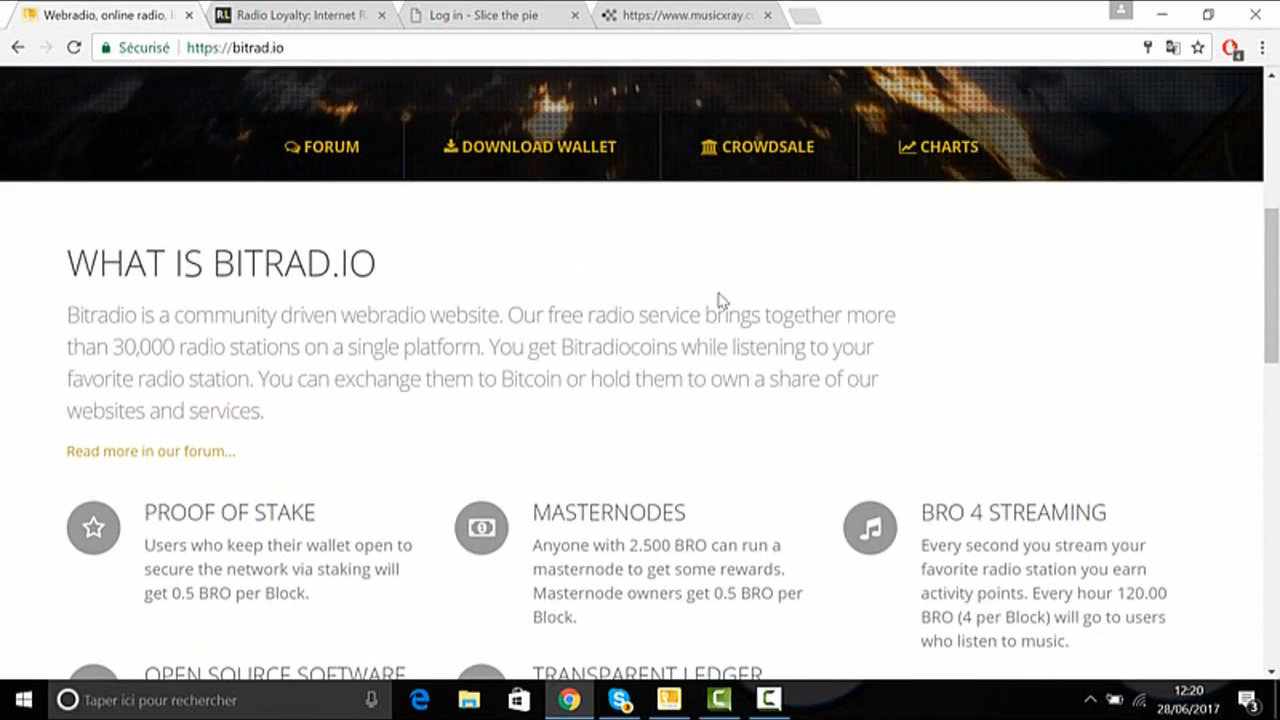 Webradio, online radio,
Radio Loyalty: Internet R
Log in - Slice the pie
https://www.musicxray.co
Sécurisé
https://bitrad.io
FORUM
DOWNLOAD WALLET
CROWDSALE
CHARTS
WHAT IS BITRAD.IO
Bitradio is a community driven webradio website. Our free radio service brings together more
than 30,000 radio stations on a single platform. You get Bitradiocoins while listening to your
favorite radio station. You can exchange them to Bitcoin or hold them to own a share of our
websites and services.
Read more in our forum...
PROOF OF STAKE
Users who keep their wallet open to
secure the network via staking will
get 0.5 BRO per Block.
MASTERNODES
Anyone with 2.500 BRO can run a
masternode to get some rewards.
Masternode owners get 0.5 BRO per
Block.
BRO 4 STREAMING
Every second you stream your
favorite radio station you earn
activity points. Every hour 120.00
BRO (4 per Block) will go to users
who listen to music.
OPEN SOURCE SOFTWARE
TRANSPARENT LEDGER
Taper ici pour rechercher
12:20
28/06/2017
3